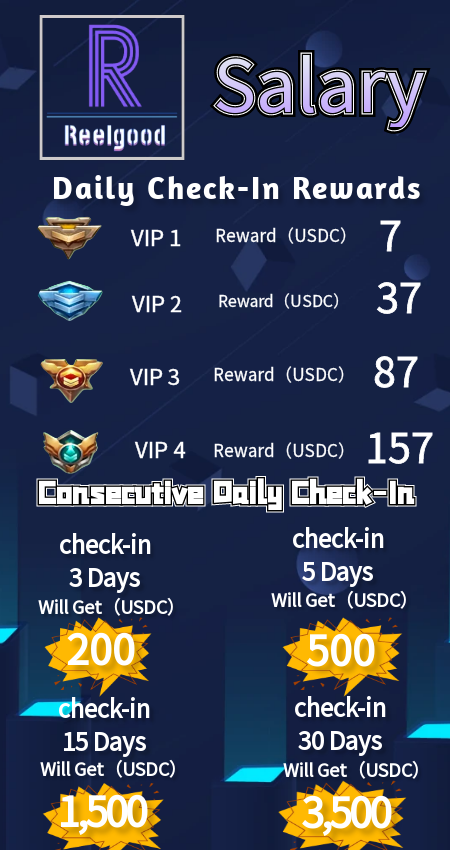 R
Reelgood
Salary
Daily Check-In Rewards
VIP 1 Reward（USDC） 7
VIP 2 Reward（USDC） 37
VIP 3 Reward（USDC） 87
VIP 4 Reward（USDC） 157
Consecutive Daily Check-In
check-in
3 Days
Will Get（USDC）
200
check-in
5 Days
Will Get（USDC）
500
check-in
15 Days
Will Get（USDC）
1,500
check-in
30 Days
Will Get（USDC）
3,500